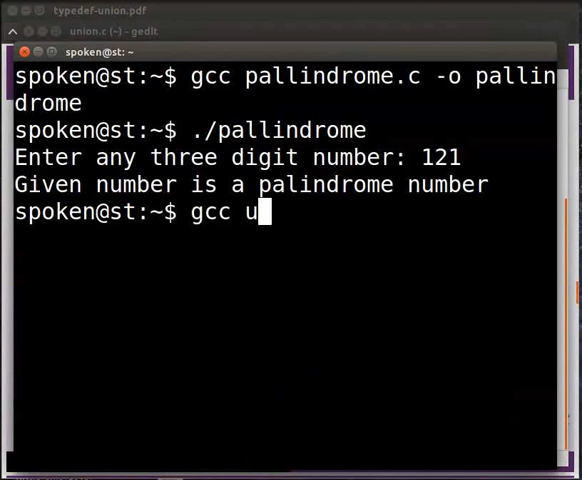 typedef-union.pdf
union.c (~) - gedit
spoken@st: ~
spoken@st:~$ gcc pallindrome.c -o pallin
drome
spoken@st:~$ ./pallindrome
Enter any three digit number: 121
Given number is a palindrome number
spoken@st:~$ gcc u